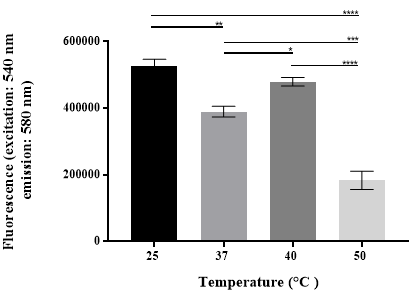 ****
**
***
*
****
600000
400000
200000
0
Fluorescence (excitation: 540 nm
emission: 580 nm)
25 37 40 50
Temperature (°C )